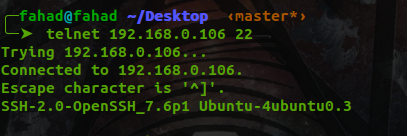 fahad@fahad ~/Desktop ‹master*›
➤ telnet 192.168.0.106 22
Trying 192.168.0.106...
Connected to 192.168.0.106.
Escape character is '^]'.
SSH-2.0-OpenSSH_7.6p1 Ubuntu-4ubuntu0.3